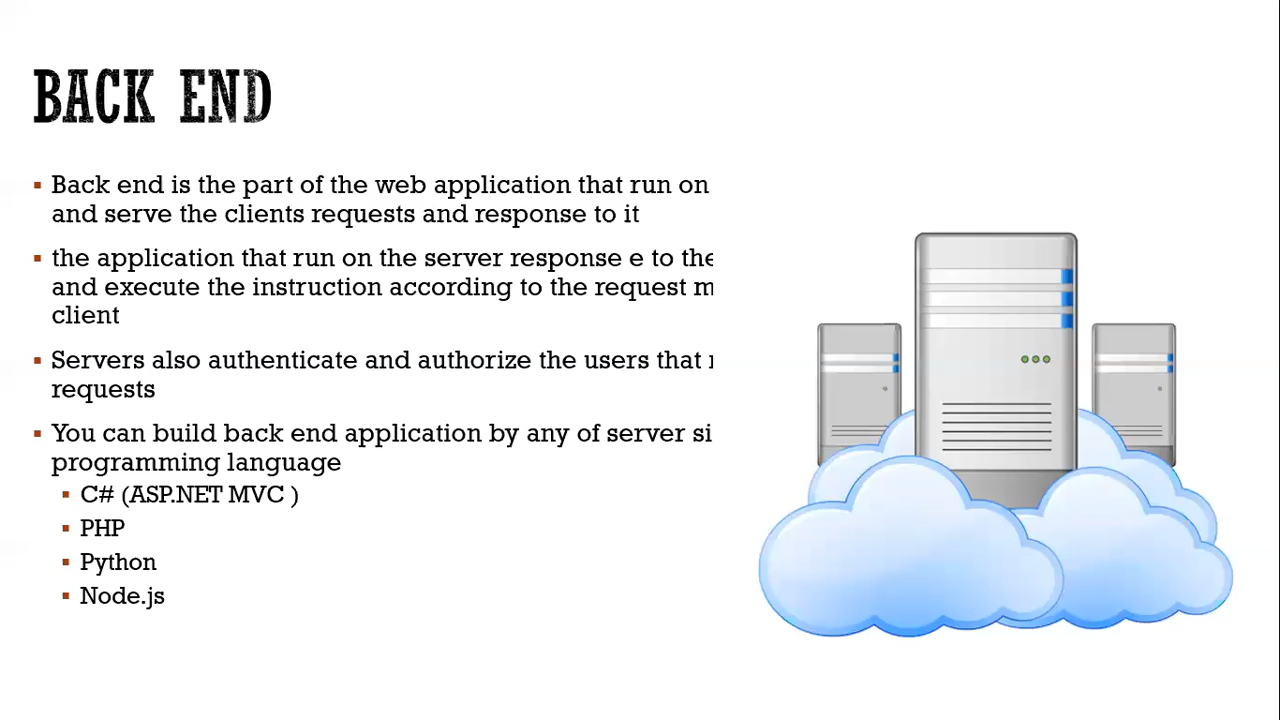 BACK END
Back end is the part of the web application that run on
and serve the clients requests and response to it
the application that run on the server response e to the
and execute the instruction according to the request
client
Servers also authenticate and authorize the users that
requests
You can build back end application by any of server
programming language
C# (ASP.NET MVC )
PHP
Python
Node.js